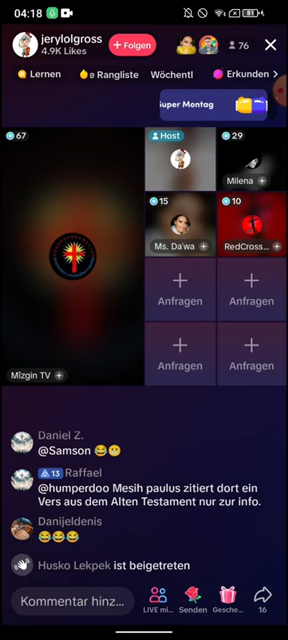 04:18
81
jerylolgross
4.9K Likes
+ Folgen
76
Lernen
e Rangliste
Wöchentl
Erkunden
Super Montag
67
Host
29
Milena
15
10
Ms. Da'wa
RedCross...
Anfragen
Anfragen
Anfragen
Anfragen
Mîzgin TV
Daniel Z.
@Samson 😂😬
13 Raffael
@humperdoo Mesih paulus zitiert dort ein
Vers aus dem Alten Testament nur zur info.
DanijelDenis
😂😂😂
Husko Lekpek ist beigetreten
Kommentar hinz...
LIVE mi...
Senden
Gesche...
16